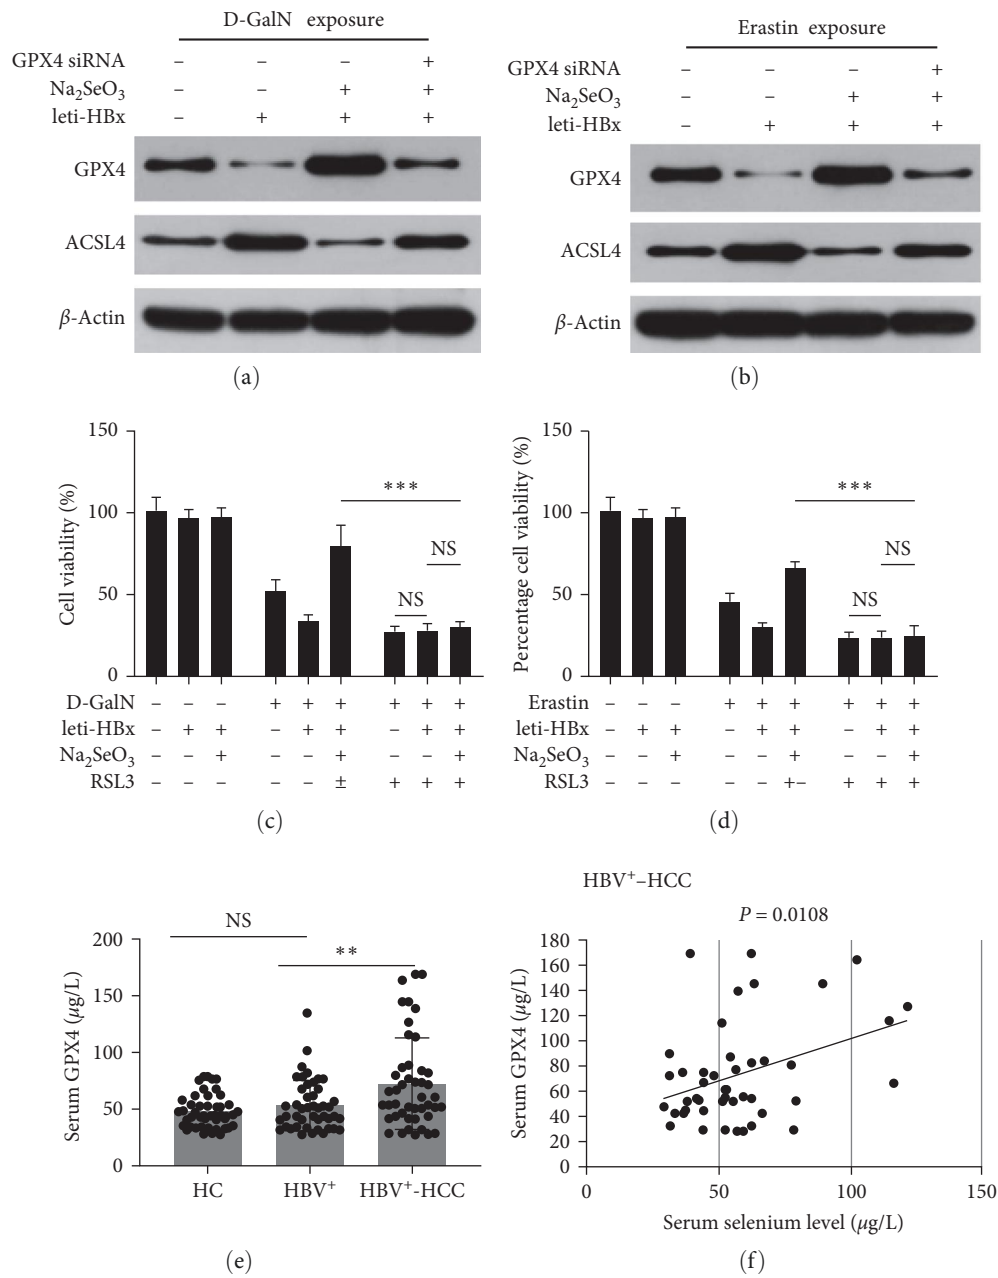 D-GalN exposure
GPX4 siRNA – – – +
Na₂SeO₃ – – + +
leti-HBx – + + +
GPX4
ACSL4
β-Actin
(a)
Erastin exposure
GPX4 siRNA – – – +
Na₂SeO₃ – – + +
leti-HBx – + + +
GPX4
ACSL4
β-Actin
(b)
Cell viability (%)
150
100
50
0
***
NS
NS
D-GalN – – – + + + + + +
leti-HBx – + + – + + – + +
Na₂SeO₃ – – + – – + – – +
RSL3 – – – – – ± + + +
(c)
Percentage cell viability (%)
150
100
50
0
***
NS
NS
Erastin – – – + + + + + +
leti-HBx – + + – + + – + +
Na₂SeO₃ – – + – – + – – +
RSL3 – – – – – +– + + +
(d)
Serum GPX4 (µg/L)
200
150
100
50
0
NS
**
HC HBV⁺ HBV⁺-HCC
(e)
HBV⁺–HCC
P = 0.0108
Serum GPX4 (µg/L)
180
160
140
120
100
80
60
40
20
0
0 50 100 150
Serum selenium level (µg/L)
(f)